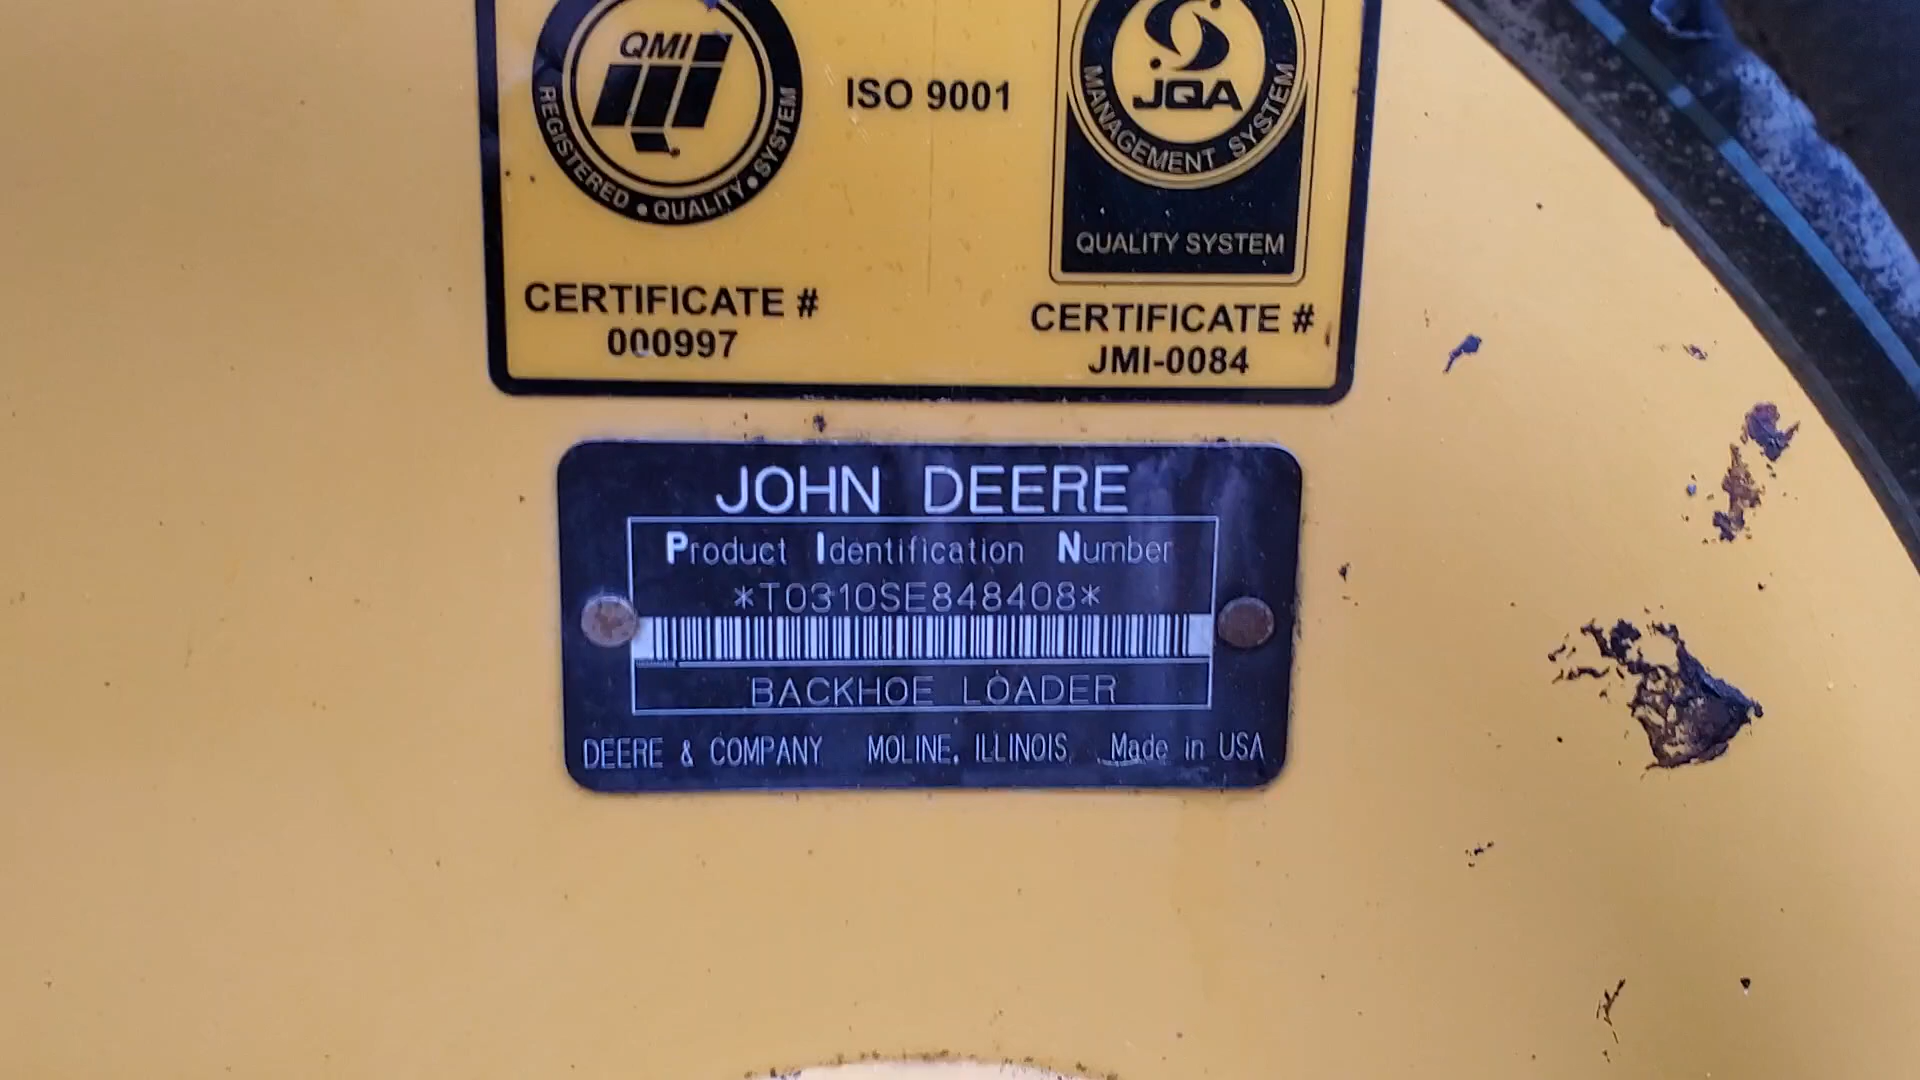 QMI
REGISTERED • QUALITY • SYSTEM
ISO 9001
JQA
MANAGEMENT SYSTEM
QUALITY SYSTEM
CERTIFICATE #
000997
CERTIFICATE #
JMI-0084
JOHN DEERE
Product Identification Number
*T0310SE848408*
BACKHOE LOADER
DEERE & COMPANY MOLINE, ILLINOIS Made in USA